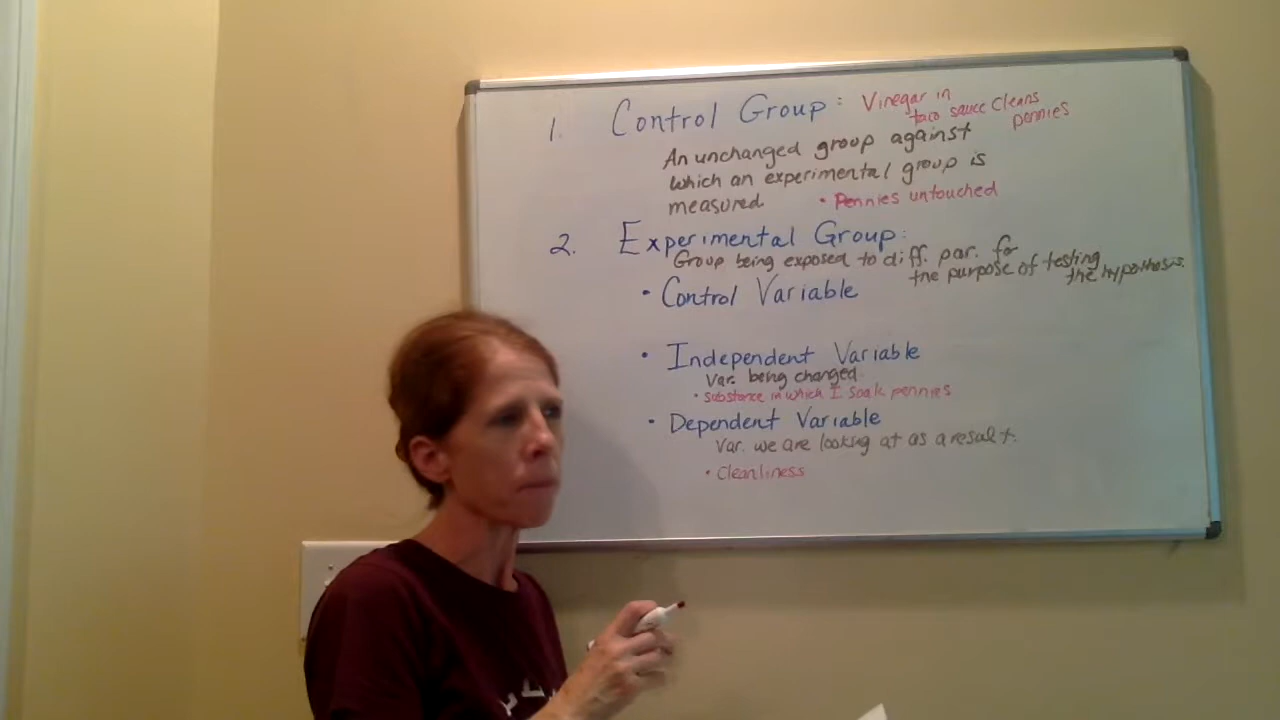 1. Control Group: Vinegar in
taco sauce cleans
pennies
An unchanged group against
which an experimental group is
measured
• Pennies untouched
2. Experimental Group:
Group being exposed to diff. par. for
the purpose of testing
the hypothesis.
• Control Variable
• Independent Variable
Var. being changed
• substance in which I soak pennies
• Dependent Variable
Var. we are looking at as a result.
• Cleanliness